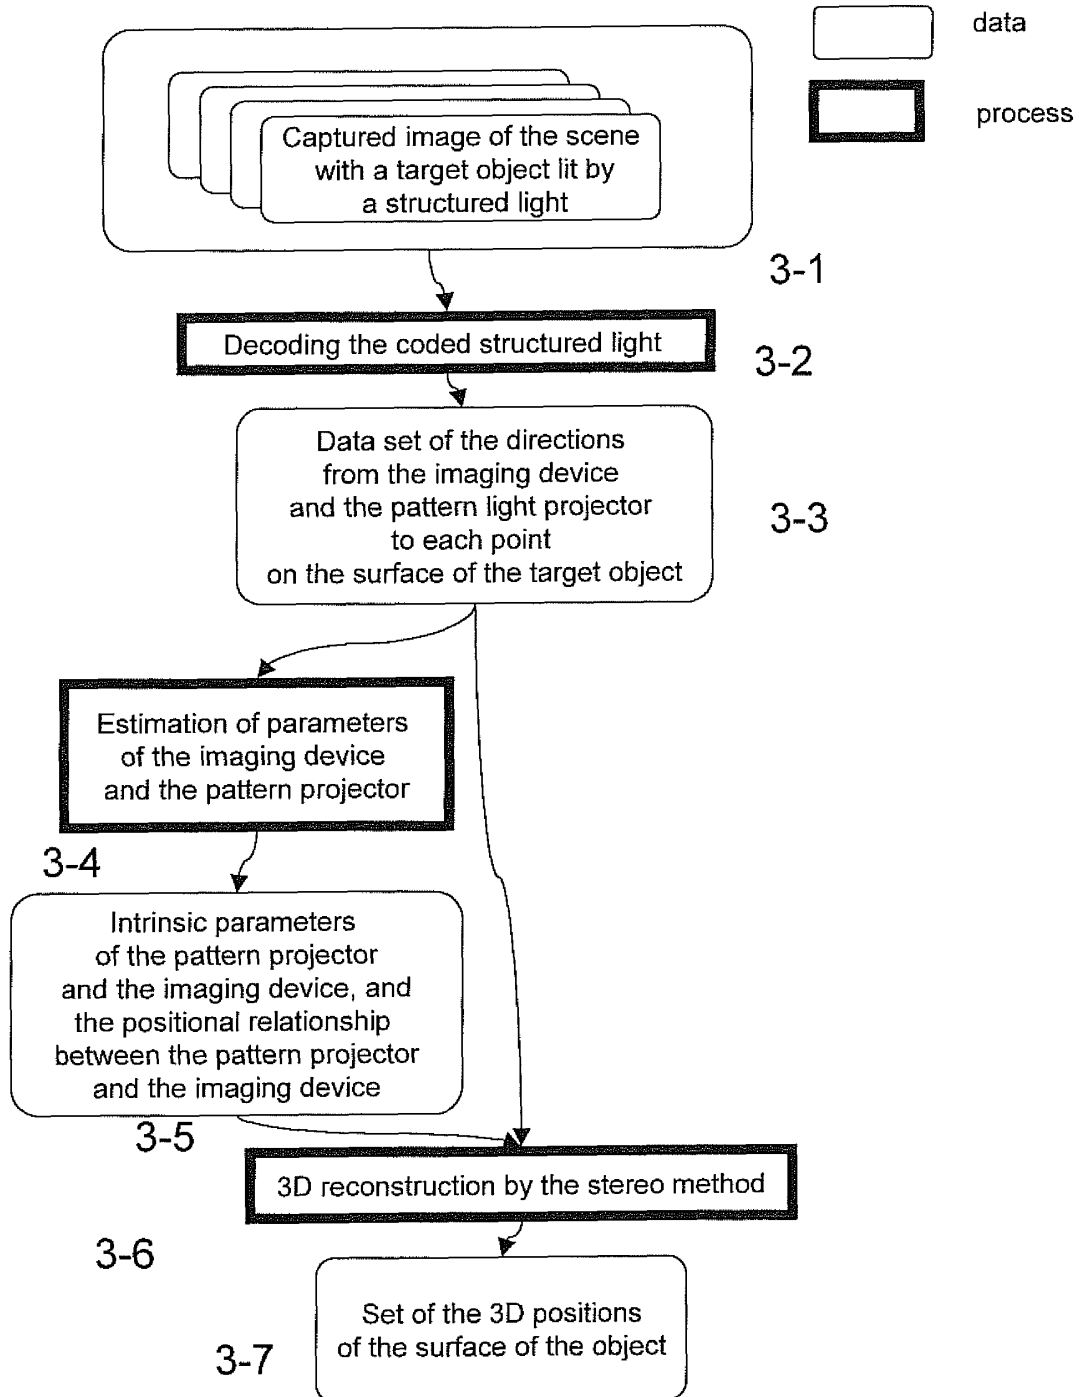 data
process
Captured image of the scene
with a target object lit by
a structured light
3-1
Decoding the coded structured light
3-2
Data set of the directions
from the imaging device
and the pattern light projector
to each point
on the surface of the target object
3-3
Estimation of parameters
of the imaging device
and the pattern projector
3-4
Intrinsic parameters
of the pattern projector
and the imaging device, and
the positional relationship
between the pattern projector
and the imaging device
3-5
3D reconstruction by the stereo method
3-6
Set of the 3D positions
of the surface of the object
3-7